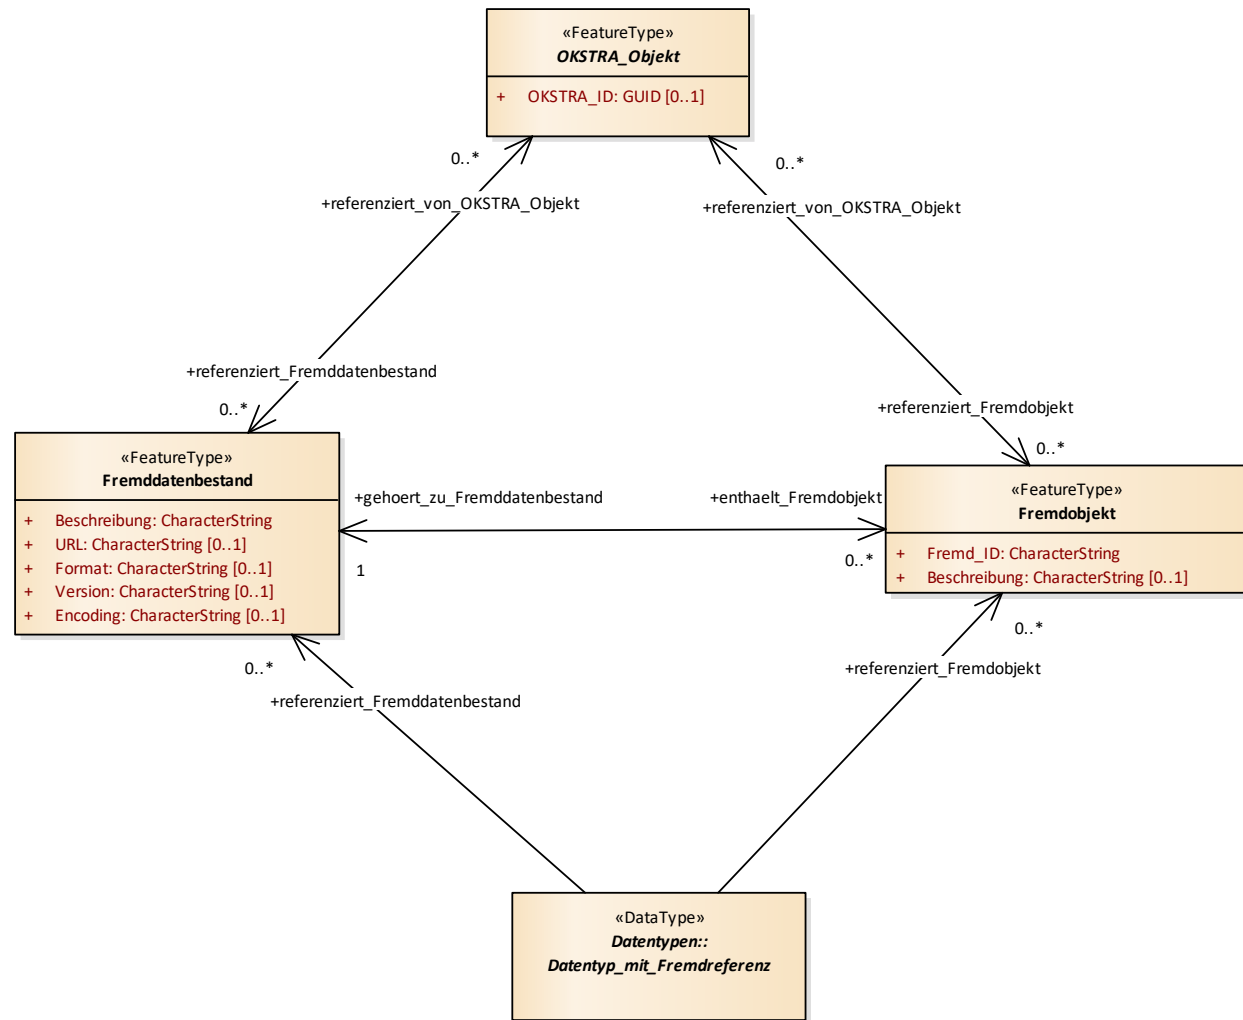 «FeatureType»
OKSTRA_Objekt
+ OKSTRA_ID: GUID [0..1]
0..*
0..*
+referenziert_von_OKSTRA_Objekt
+referenziert_von_OKSTRA_Objekt
+referenziert_Fremddatenbestand
0..*
+referenziert_Fremdobjekt
0..*
«FeatureType»
Fremddatenbestand
+ Beschreibung: CharacterString
+ URL: CharacterString [0..1]
+ Format: CharacterString [0..1]
+ Version: CharacterString [0..1]
+ Encoding: CharacterString [0..1]
+gehoert_zu_Fremddatenbestand
1
+enthaelt_Fremdobjekt
0..*
«FeatureType»
Fremdobjekt
+ Fremd_ID: CharacterString
+ Beschreibung: CharacterString [0..1]
0..*
+referenziert_Fremddatenbestand
0..*
+referenziert_Fremdobjekt
«DataType»
Datentypen::
Datentyp_mit_Fremdreferenz